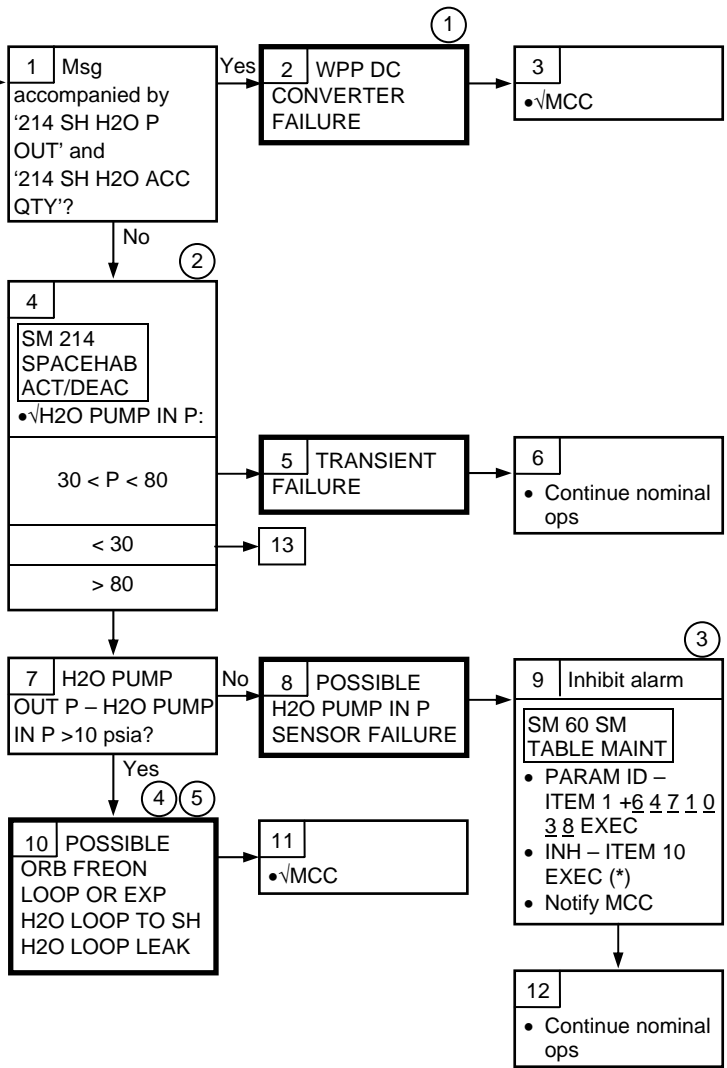 1
1 Msg
accompanied by
‘214 SH H2O P
OUT’ and
‘214 SH H2O ACC
QTY’?
Yes
2 WPP DC
CONVERTER
FAILURE
3
•√MCC
No
2
4
SM 214
SPACEHAB
ACT/DEAC
•√H2O PUMP IN P:
30 < P < 80
5 TRANSIENT
FAILURE
6
• Continue nominal
ops
< 30
13
> 80
3
7 H2O PUMP
OUT P – H2O PUMP
IN P >10 psia?
No
8 POSSIBLE
H2O PUMP IN P
SENSOR FAILURE
9 Inhibit alarm
SM 60 SM
TABLE MAINT
• PARAM ID –
ITEM 1 +6 4 7 1 0
3 8 EXEC
• INH – ITEM 10
EXEC (*)
• Notify MCC
Yes
4 5
10 POSSIBLE
ORB FREON
LOOP OR EXP
H2O LOOP TO SH
H2O LOOP LEAK
11
•√MCC
12
• Continue nominal
ops